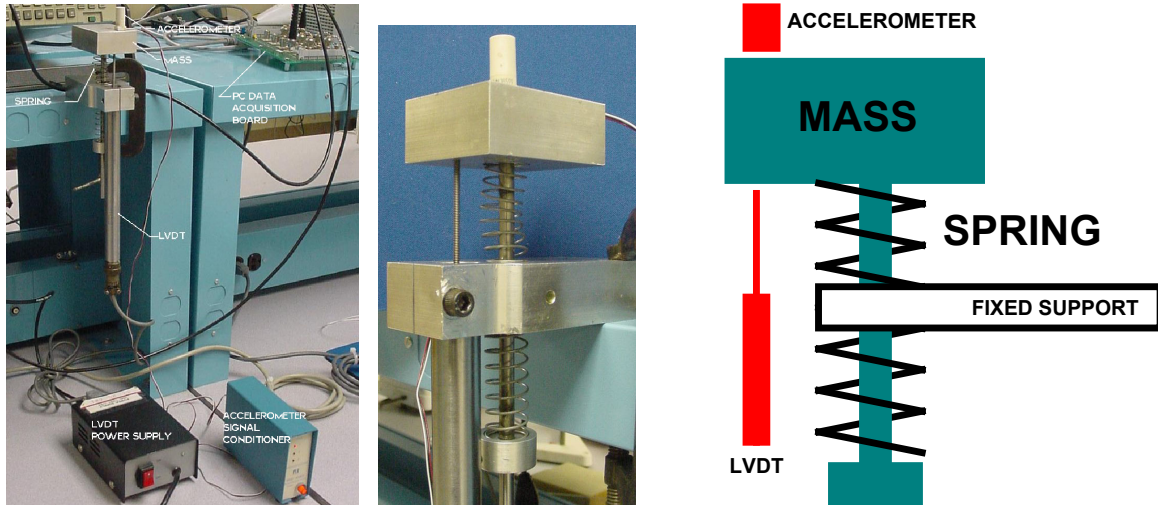 ACCELEROMETER
MASS
SPRING
PC DATA
ACQUISITION
BOARD
LVDT
LVDT
POWER SUPPLY
ACCELEROMETER
SIGNAL
CONDITIONER
ACCELEROMETER
MASS
SPRING
FIXED SUPPORT
LVDT